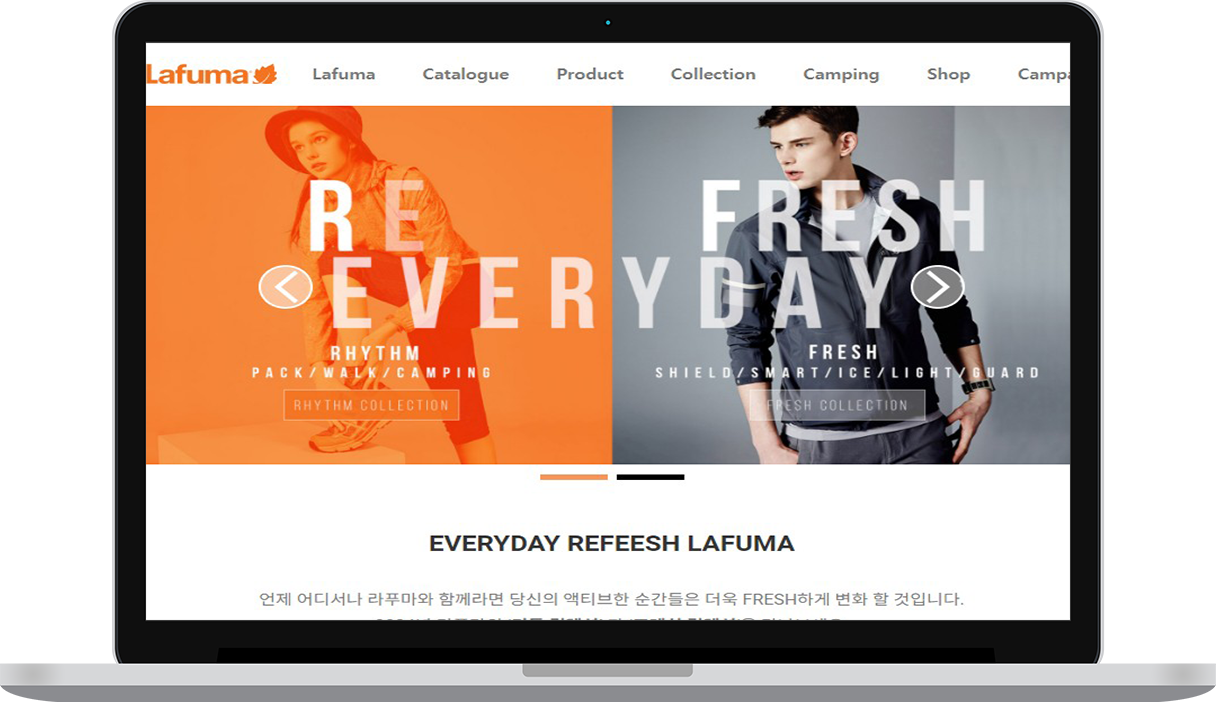 Lafuma
Lafuma Catalogue Product Collection Camping Shop Campa
RE FRESH
EVERYDAY
RHYTHM
PACK/WALK/CAMPING
RHYTHM COLLECTION
FRESH
SHIELD/SMART/ICE/LIGHT/GUARD
FRESH COLLECTION
EVERYDAY REFEESH LAFUMA
언제 어디서나 라푸마와 함께라면 당신의 액티브한 순간들은 더욱 FRESH하게 변화 할 것입니다.